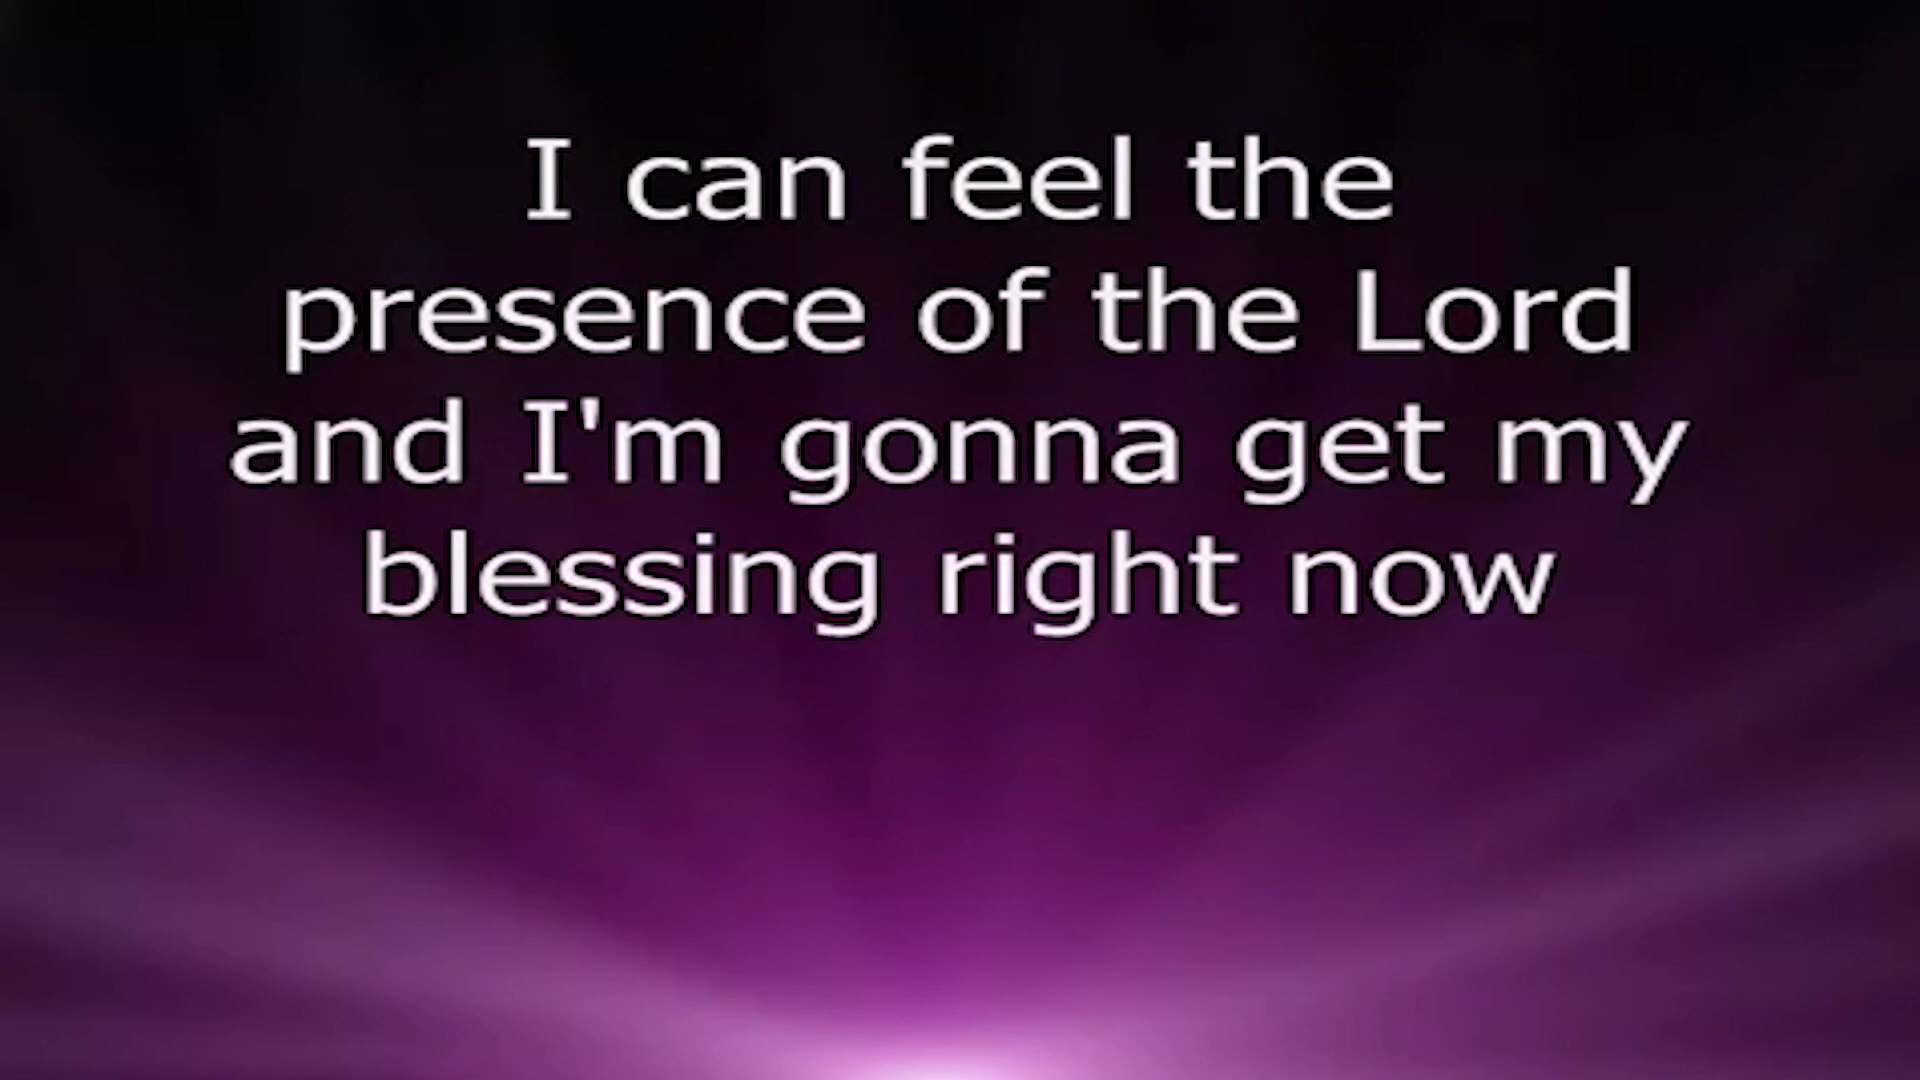 I can feel the
presence of the Lord
and I'm gonna get my
blessing right now